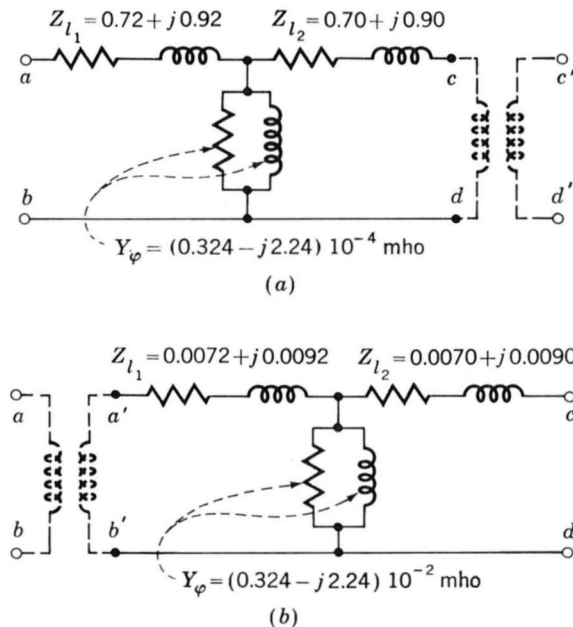 Z_{l_1} = 0.72 + j0.92 Z_{l_2} = 0.70 + j0.90
a c c'
b d d'
Y_φ = (0.324 − j2.24) 10^{−4} mho
(a)
Z_{l_1} = 0.0072 + j0.0092 Z_{l_2} = 0.0070 + j0.0090
a a' c
b b' d
Y_φ = (0.324 − j2.24) 10^{−2} mho
(b)